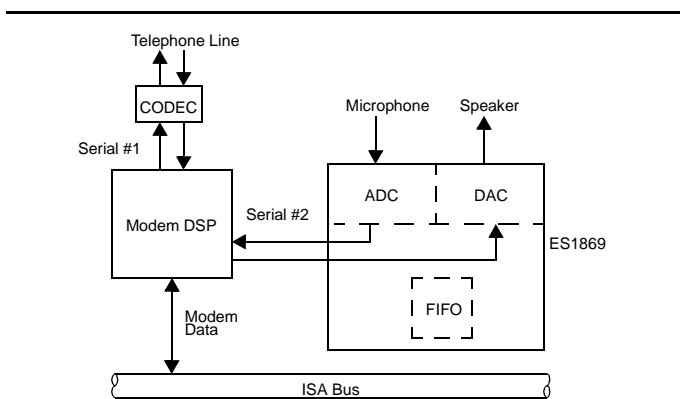 Telephone Line
CODEC
Microphone
Speaker
Serial #1
ADC
DAC
Modem DSP
Serial #2
ES1869
FIFO
Modem
Data
ISA Bus